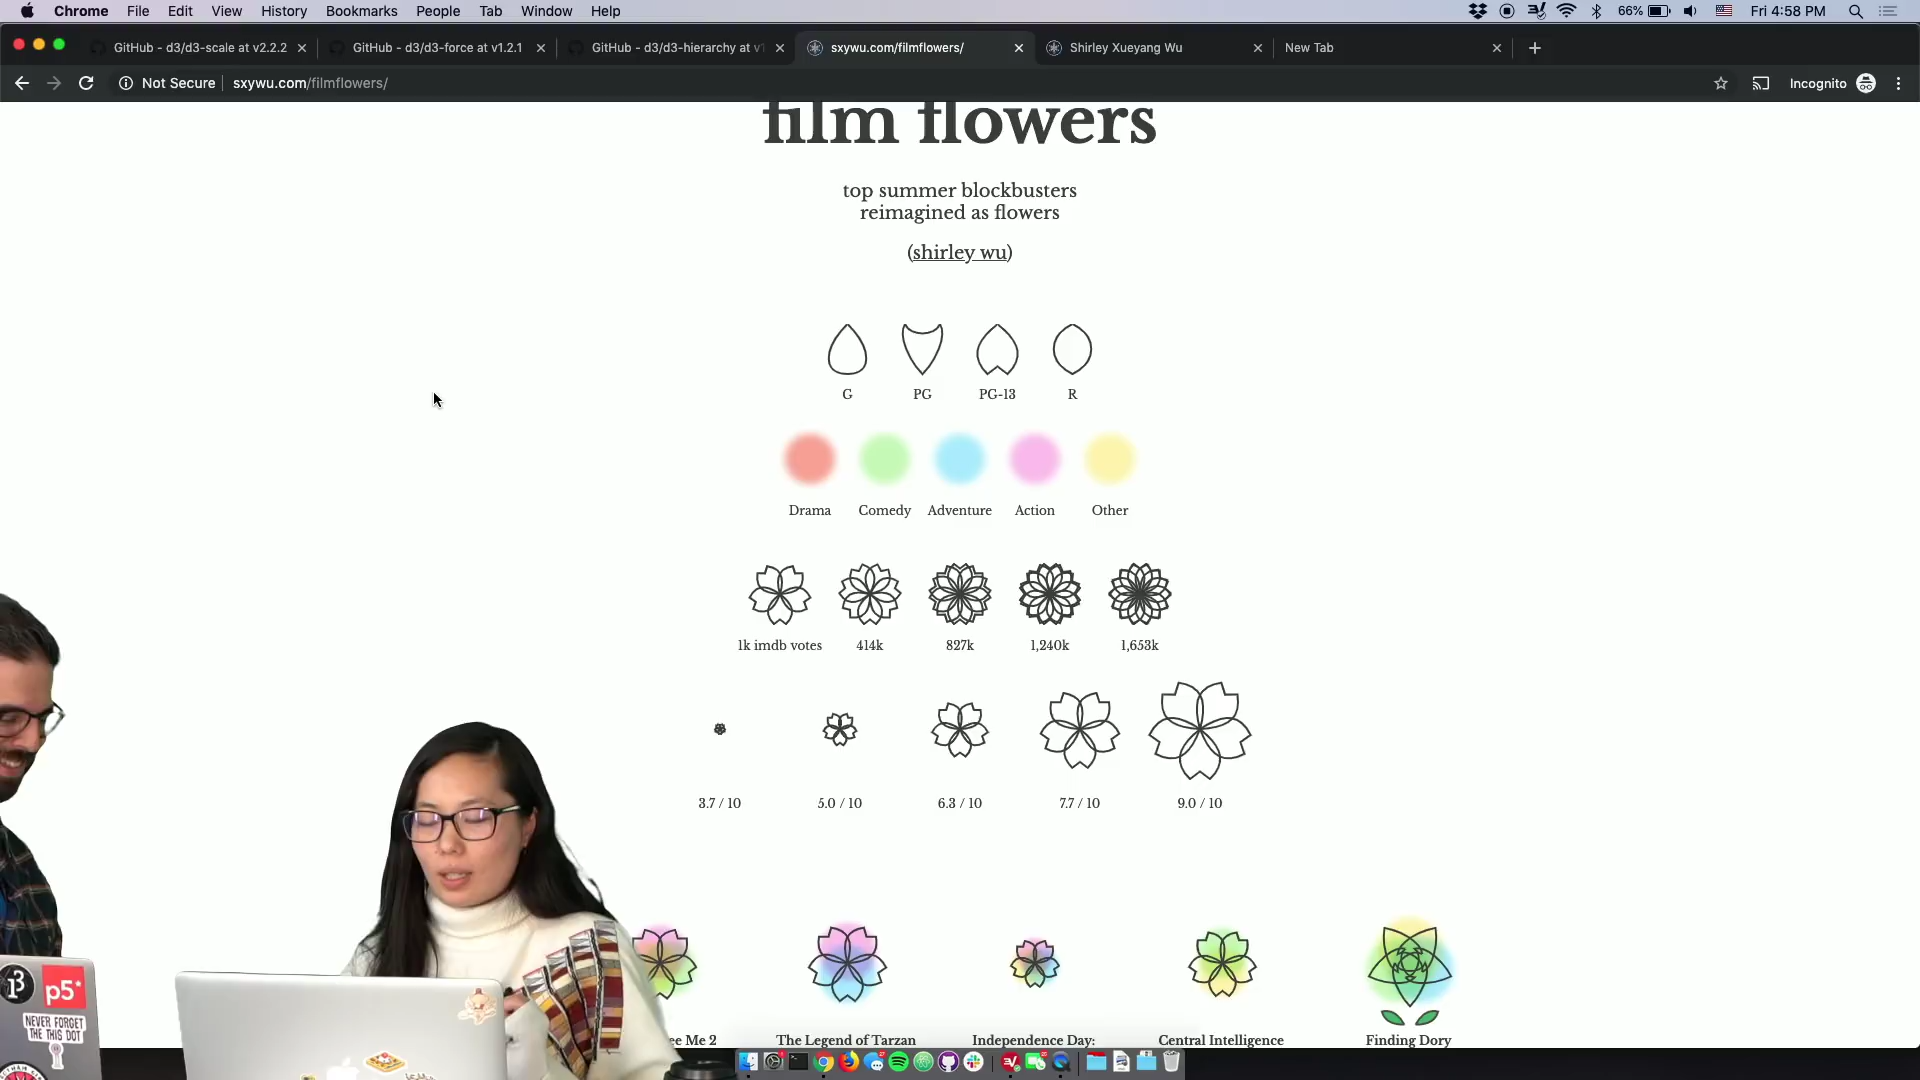 Chrome File Edit View History Bookmarks People Tab Window Help
66% Fri 4:58 PM
GitHub - d3/d3-scale at v2.2.2
GitHub - d3/d3-force at v1.2.1
GitHub - d3/d3-hierarchy at v1
sxywu.com/filmflowers/
Shirley Xueyang Wu
New Tab
Not Secure sxywu.com/filmflowers/
Incognito
film flowers
top summer blockbusters
reimagined as flowers
(shirley wu)
G PG PG-13 R
Drama Comedy Adventure Action Other
1k imdb votes 414k 827k 1,240k 1,653k
3.7 / 10 5.0 / 10 6.3 / 10 7.7 / 10 9.0 / 10
ee Me 2 The Legend of Tarzan Independence Day: Central Intelligence Finding Dory
p5*
NEVER FORGET
THE THIS DOT